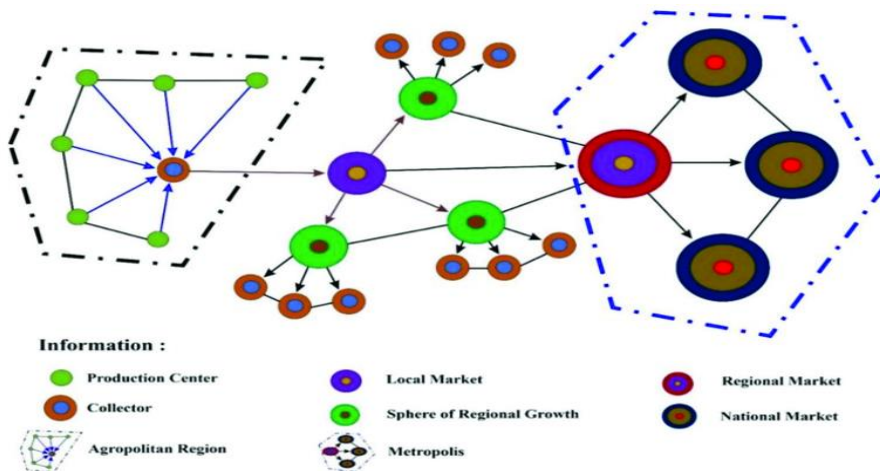 Information :
Production Center
Local Market
Regional Market
Collector
Sphere of Regional Growth
National Market
Agropolitan Region
Metropolis